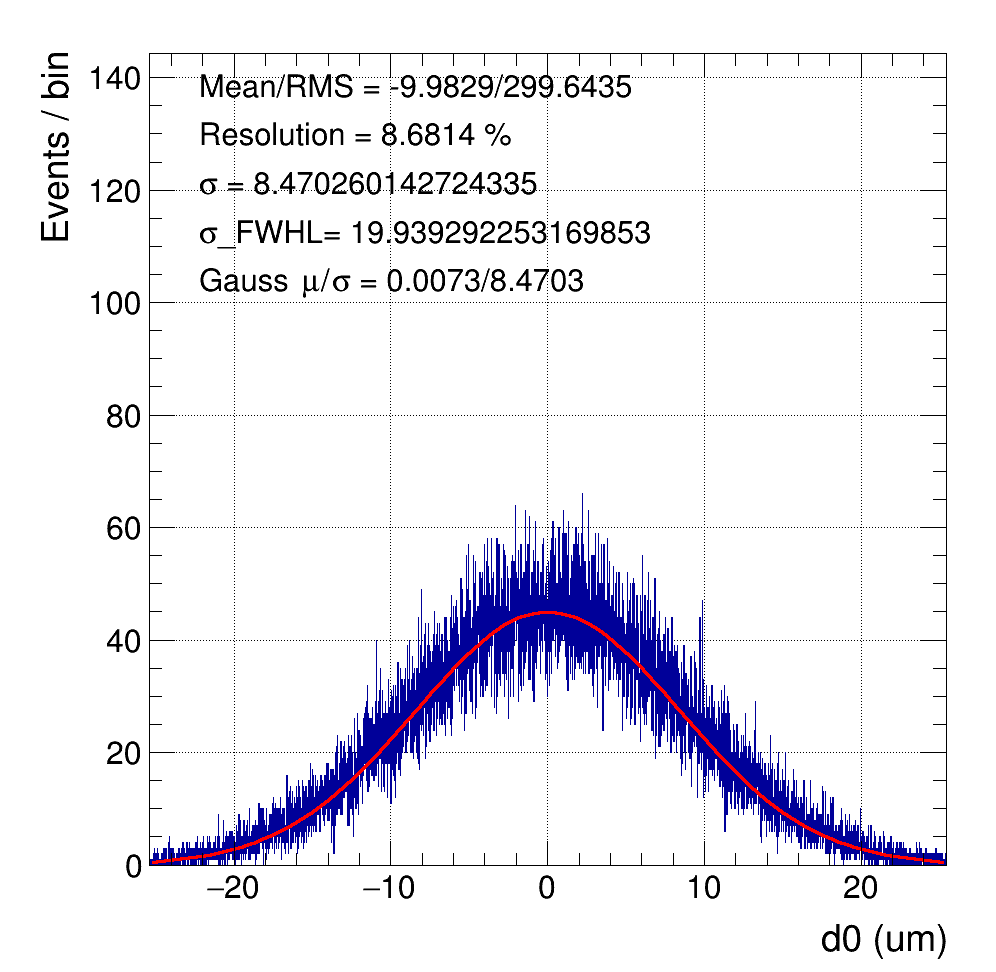 Events / bin
140
120
100
80
60
40
20
0
Mean/RMS = -9.9829/299.6435
Resolution = 8.6814 %
σ = 8.470260142724335
σ_FWHL= 19.939292253169853
Gauss μ/σ = 0.0073/8.4703
−20 −10 0 10 20
d0 (um)